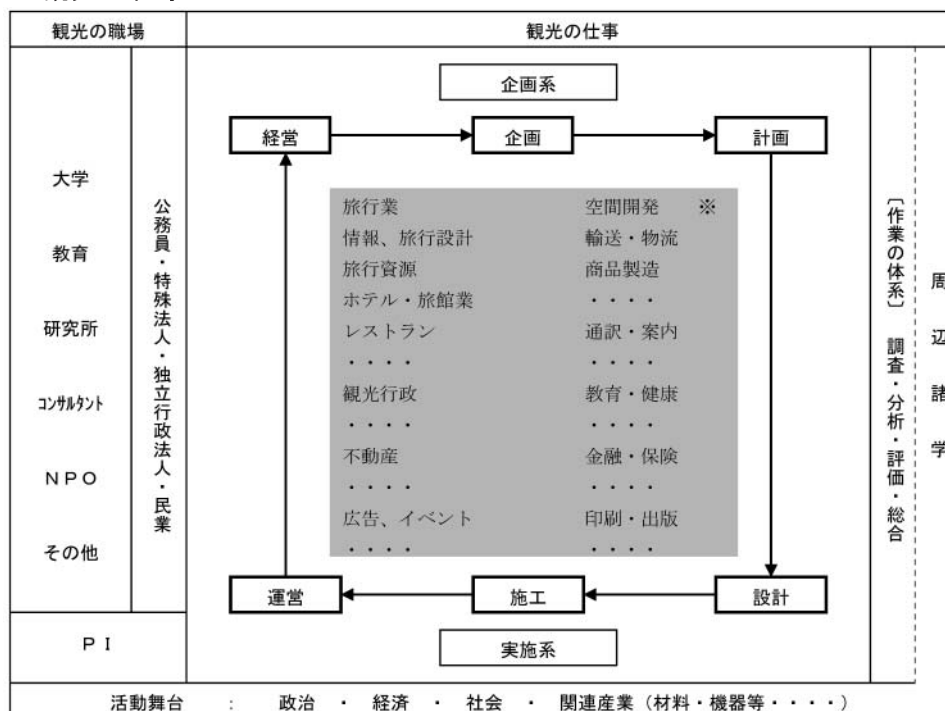 観光の職場
観光の仕事
企画系
経営
企画
計画
大学
教育
研究所
コンサルタント
NPO
その他
公務員・特殊法人・独立行政法人・民業
旅行業
空間開発 ※
情報、旅行設計
輸送・物流
旅行資源
商品製造
ホテル・旅館業
・・・・
レストラン
通訳・案内
・・・・
・・・・
観光行政
教育・健康
・・・・
・・・・
不動産
金融・保険
・・・・
・・・・
広告、イベント
印刷・出版
・・・・
・・・・
〔作業の体系〕 調査・分析・評価・総合
周辺諸学
運営
施工
設計
PI
実施系
活動舞台 : 政治 ・ 経済 ・ 社会 ・ 関連産業(材料・機器等・・・・)